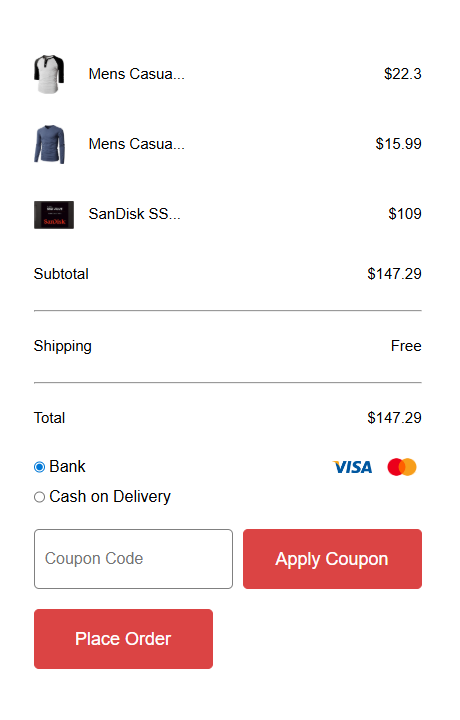 Mens Casua... $22.3
Mens Casua... $15.99
SanDisk
SanDisk SS... $109
Subtotal $147.29
Shipping Free
Total $147.29
Bank VISA
Cash on Delivery
Coupon Code Apply Coupon
Place Order